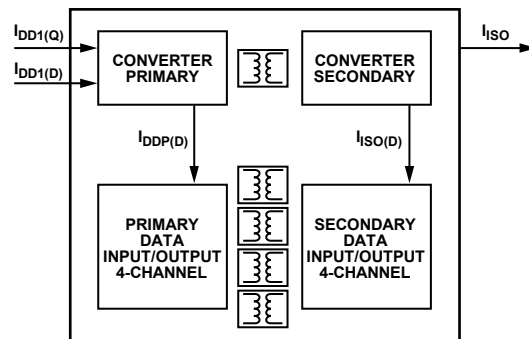 IDD1(Q)
IDD1(D)
CONVERTER
PRIMARY
CONVERTER
SECONDARY
IISO
IDDP(D)
IISO(D)
PRIMARY
DATA
INPUT/OUTPUT
4-CHANNEL
SECONDARY
DATA
INPUT/OUTPUT
4-CHANNEL